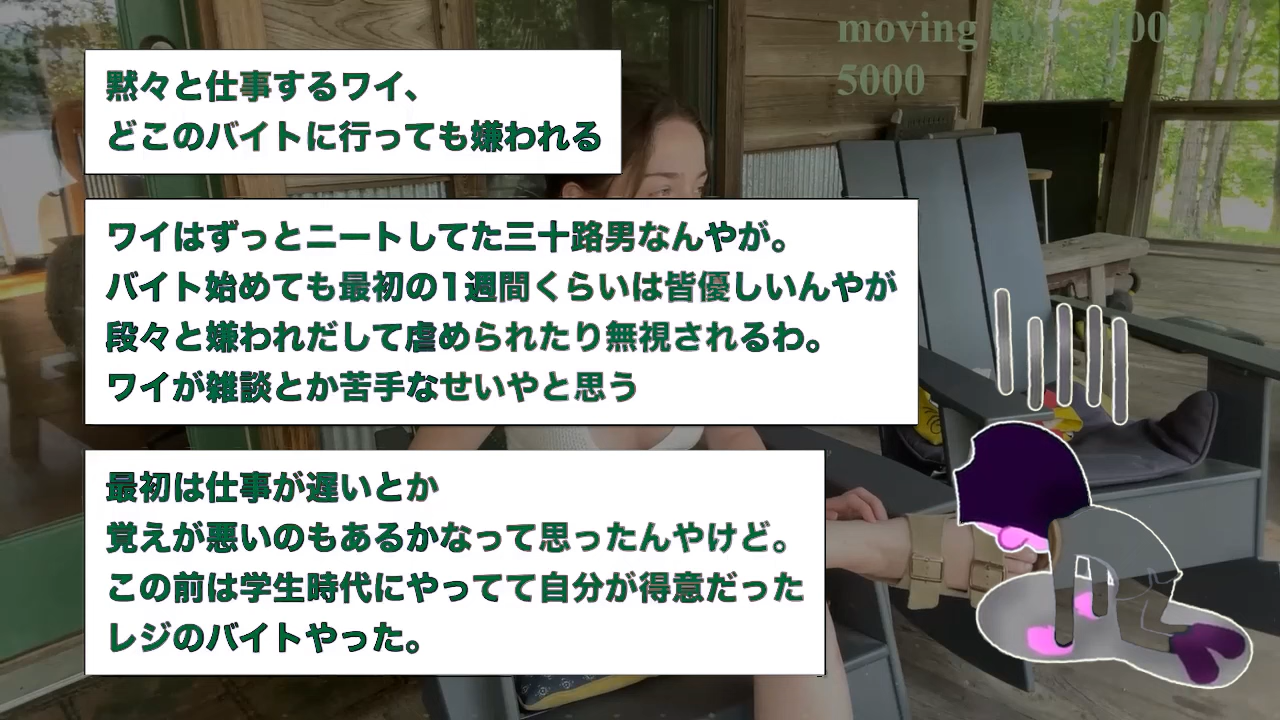 moving
5000
黙々と仕事するワイ、
どこのバイトに行っても嫌われる
ワイはずっとニートしてた三十路男なんやが。
バイト始めても最初の1週間くらいは皆優しいんやが
段々と嫌われだして虐められたり無視されるわ。
ワイが雑談とか苦手なせいやと思う
最初は仕事が遅いとか
覚えが悪いのもあるかなって思ったんやけど。
この前は学生時代にやってて自分が得意だった
レジのバイトやった。